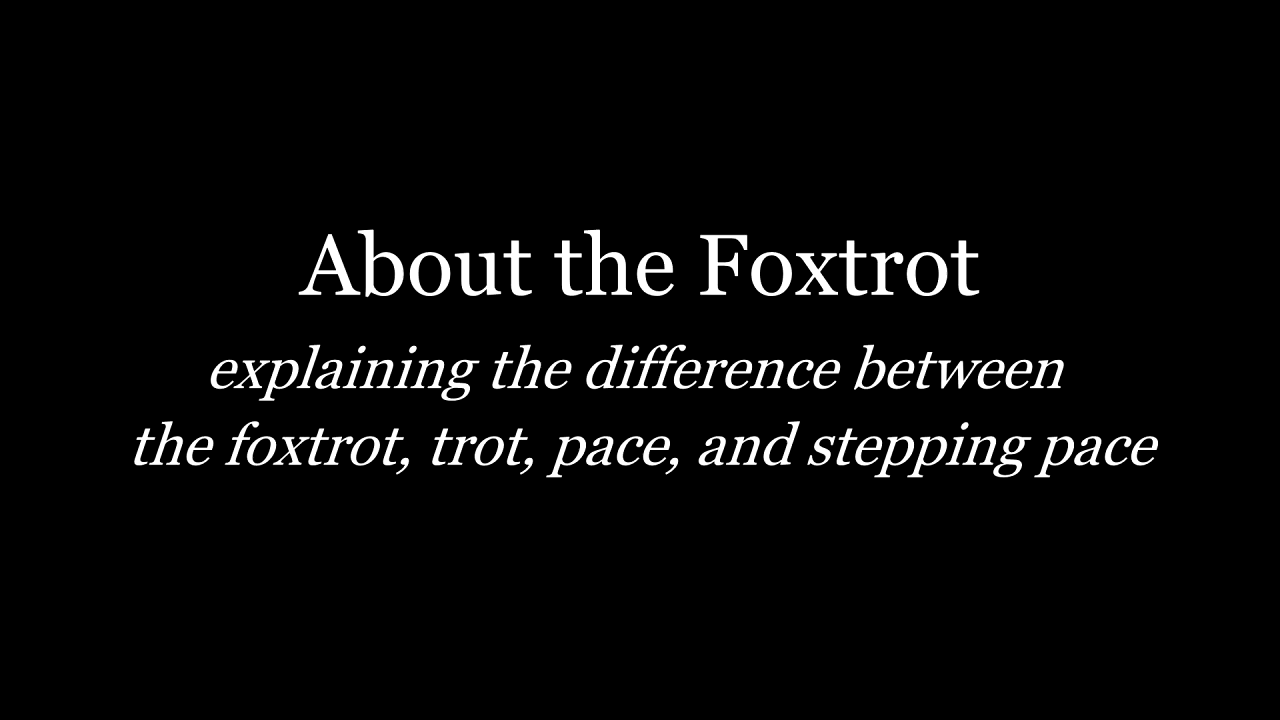 About the Foxtrot
explaining the difference between
the foxtrot, trot, pace, and stepping pace